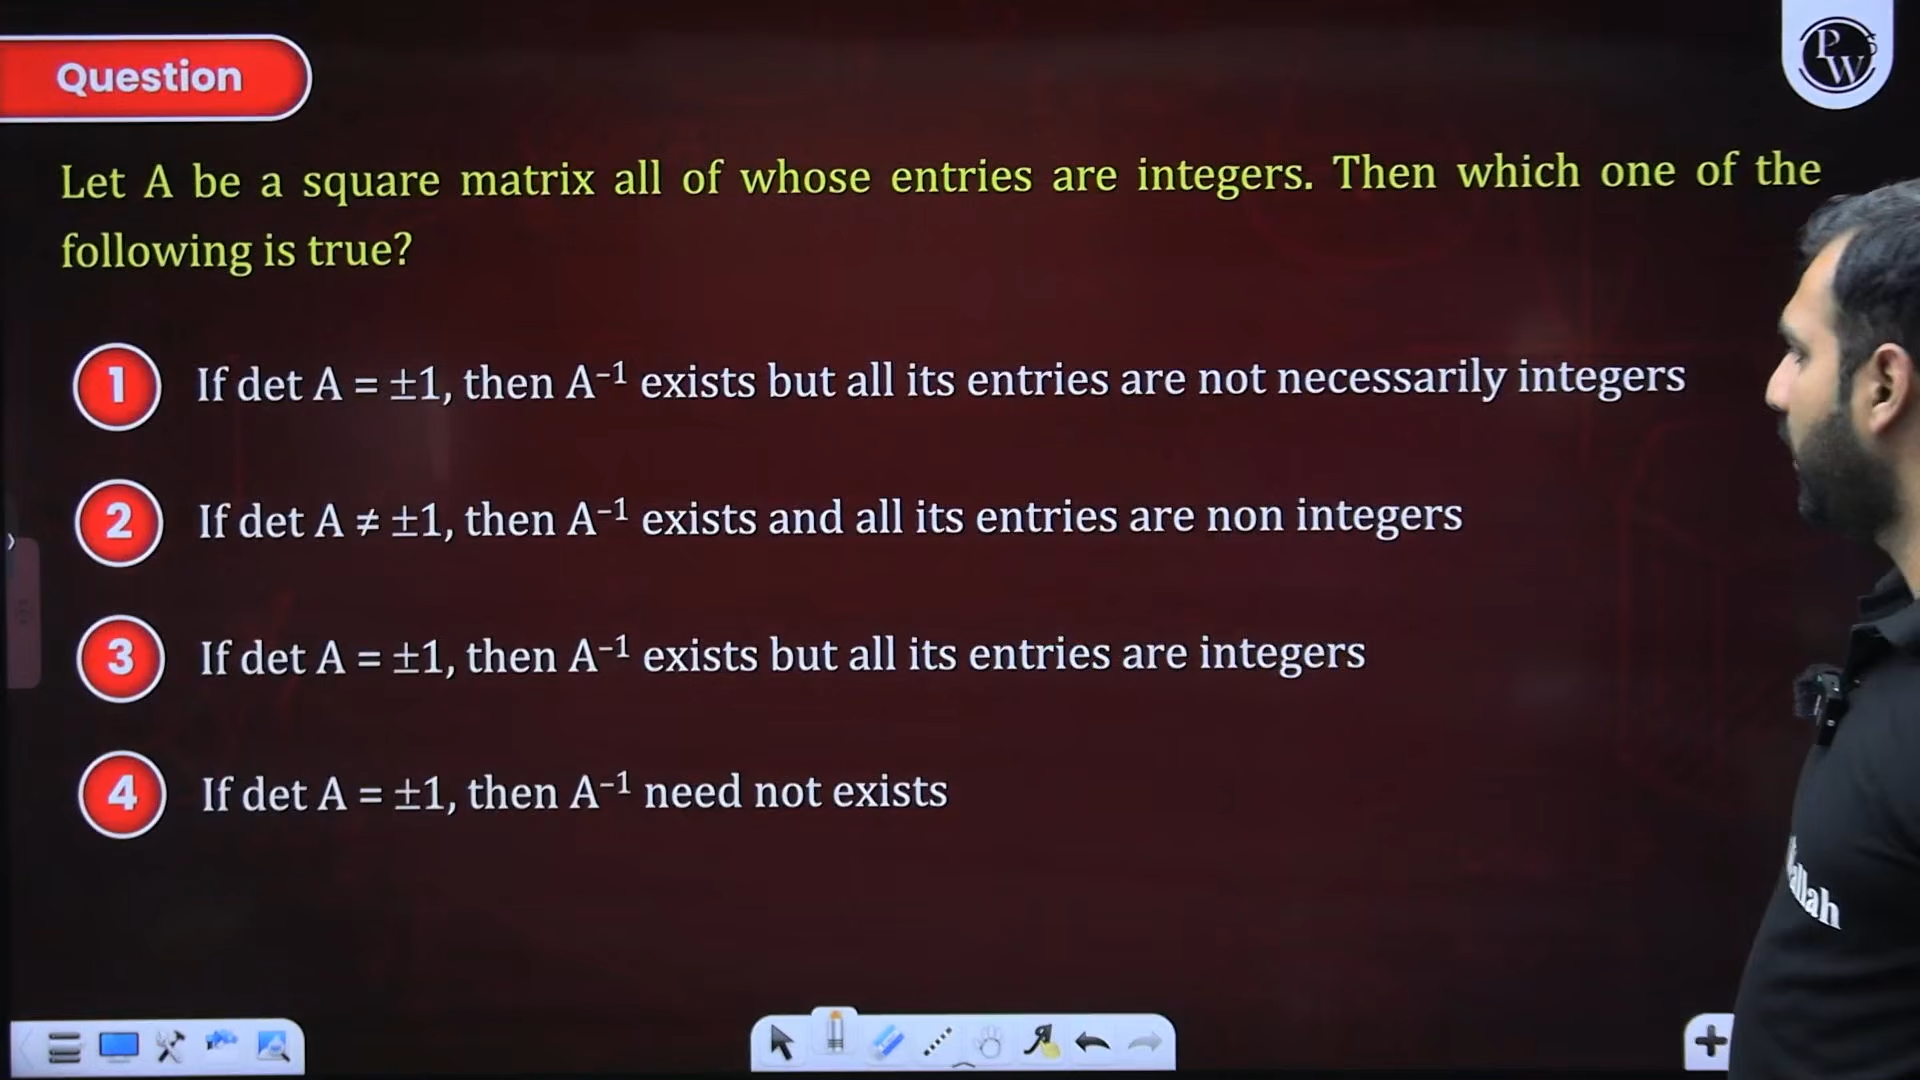 Question
PW
Let A be a square matrix all of whose entries are integers. Then which one of the
following is true?
1 If det A = ±1, then A⁻¹ exists but all its entries are not necessarily integers
2 If det A ≠ ±1, then A⁻¹ exists and all its entries are non integers
3 If det A = ±1, then A⁻¹ exists but all its entries are integers
4 If det A = ±1, then A⁻¹ need not exists